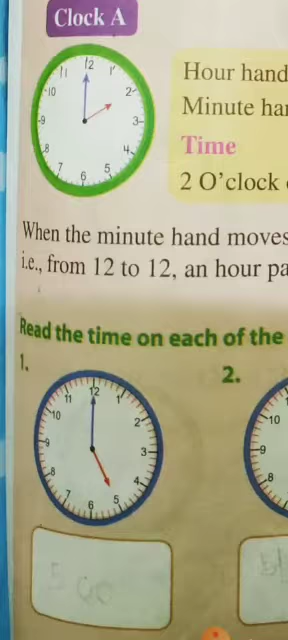 Clock A
12
11 1
10 2
9 3
8 4
7 5
6
Hour hand
Minute
Time
2 O'clock
When the minute hand moves
i.e., from 12 to 12, an hour
Read the time on each of the
1.
2.
12
11 1
10 2
9 3
8 4
7 5
6
10
9
8
5 00